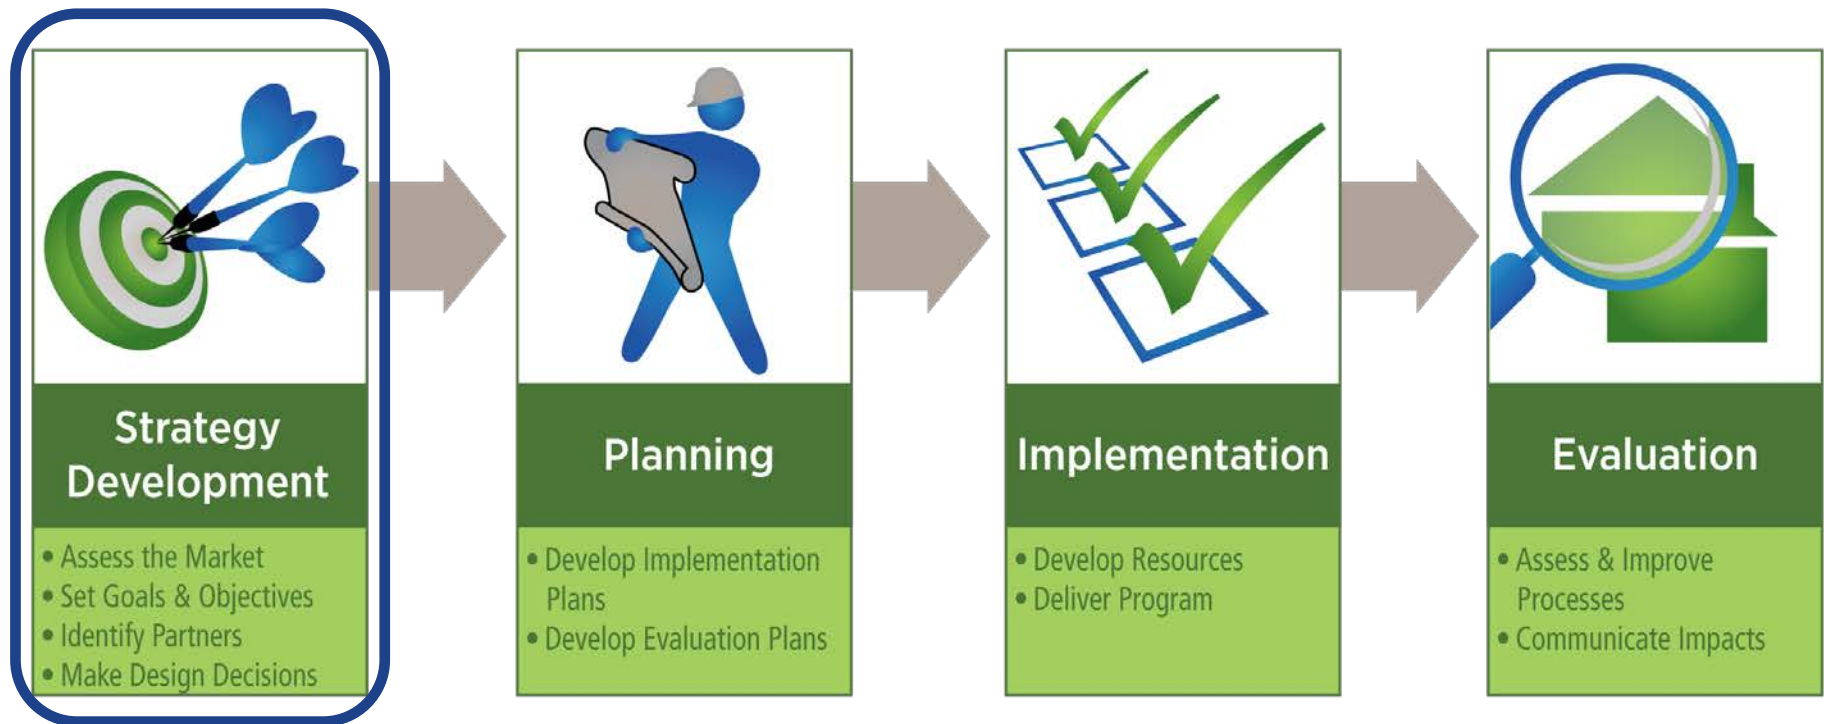 Strategy
Development
• Assess the Market
• Set Goals & Objectives
• Identify Partners
• Make Design Decisions
Planning
• Develop Implementation
Plans
• Develop Evaluation Plans
Implementation
• Develop Resources
• Deliver Program
Evaluation
• Assess & Improve
Processes
• Communicate Impacts